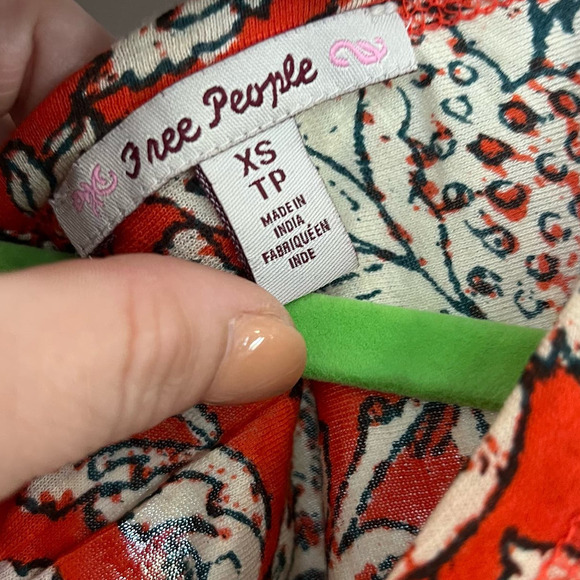 Free People
XS
TP
MADE IN
INDIA
FABRIQUÉ EN
INDE